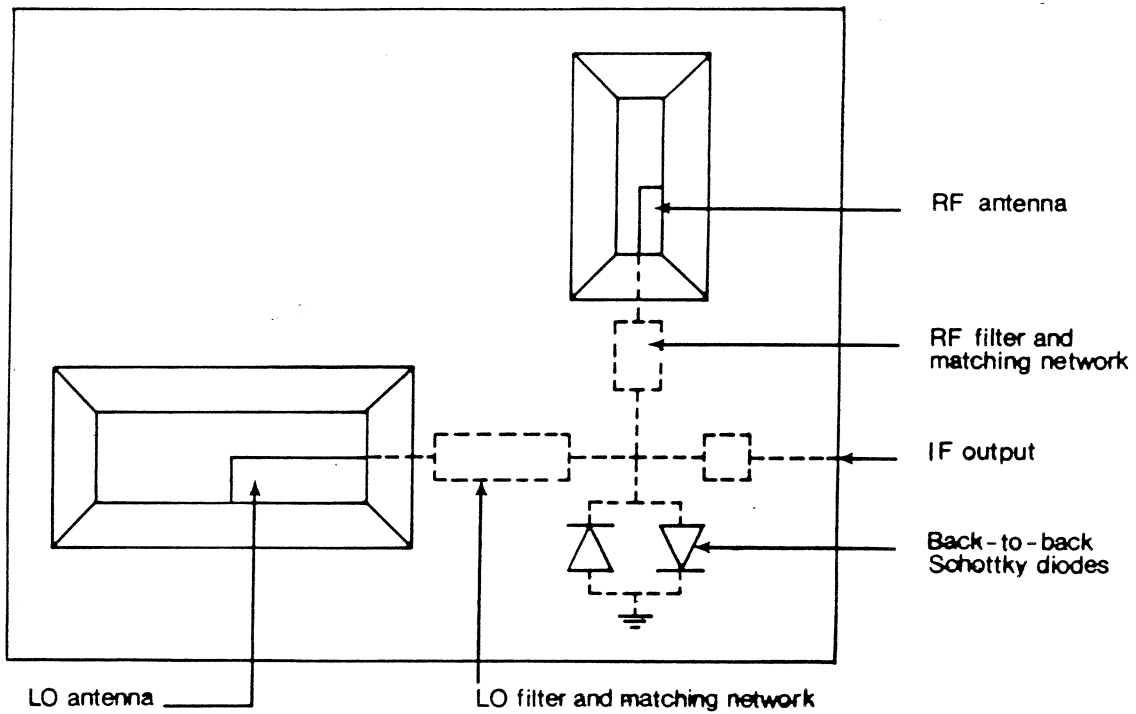 RF antenna
RF filter and
matching network
IF output
Back-to-back
Schottky diodes
LO antenna
LO filter and matching network